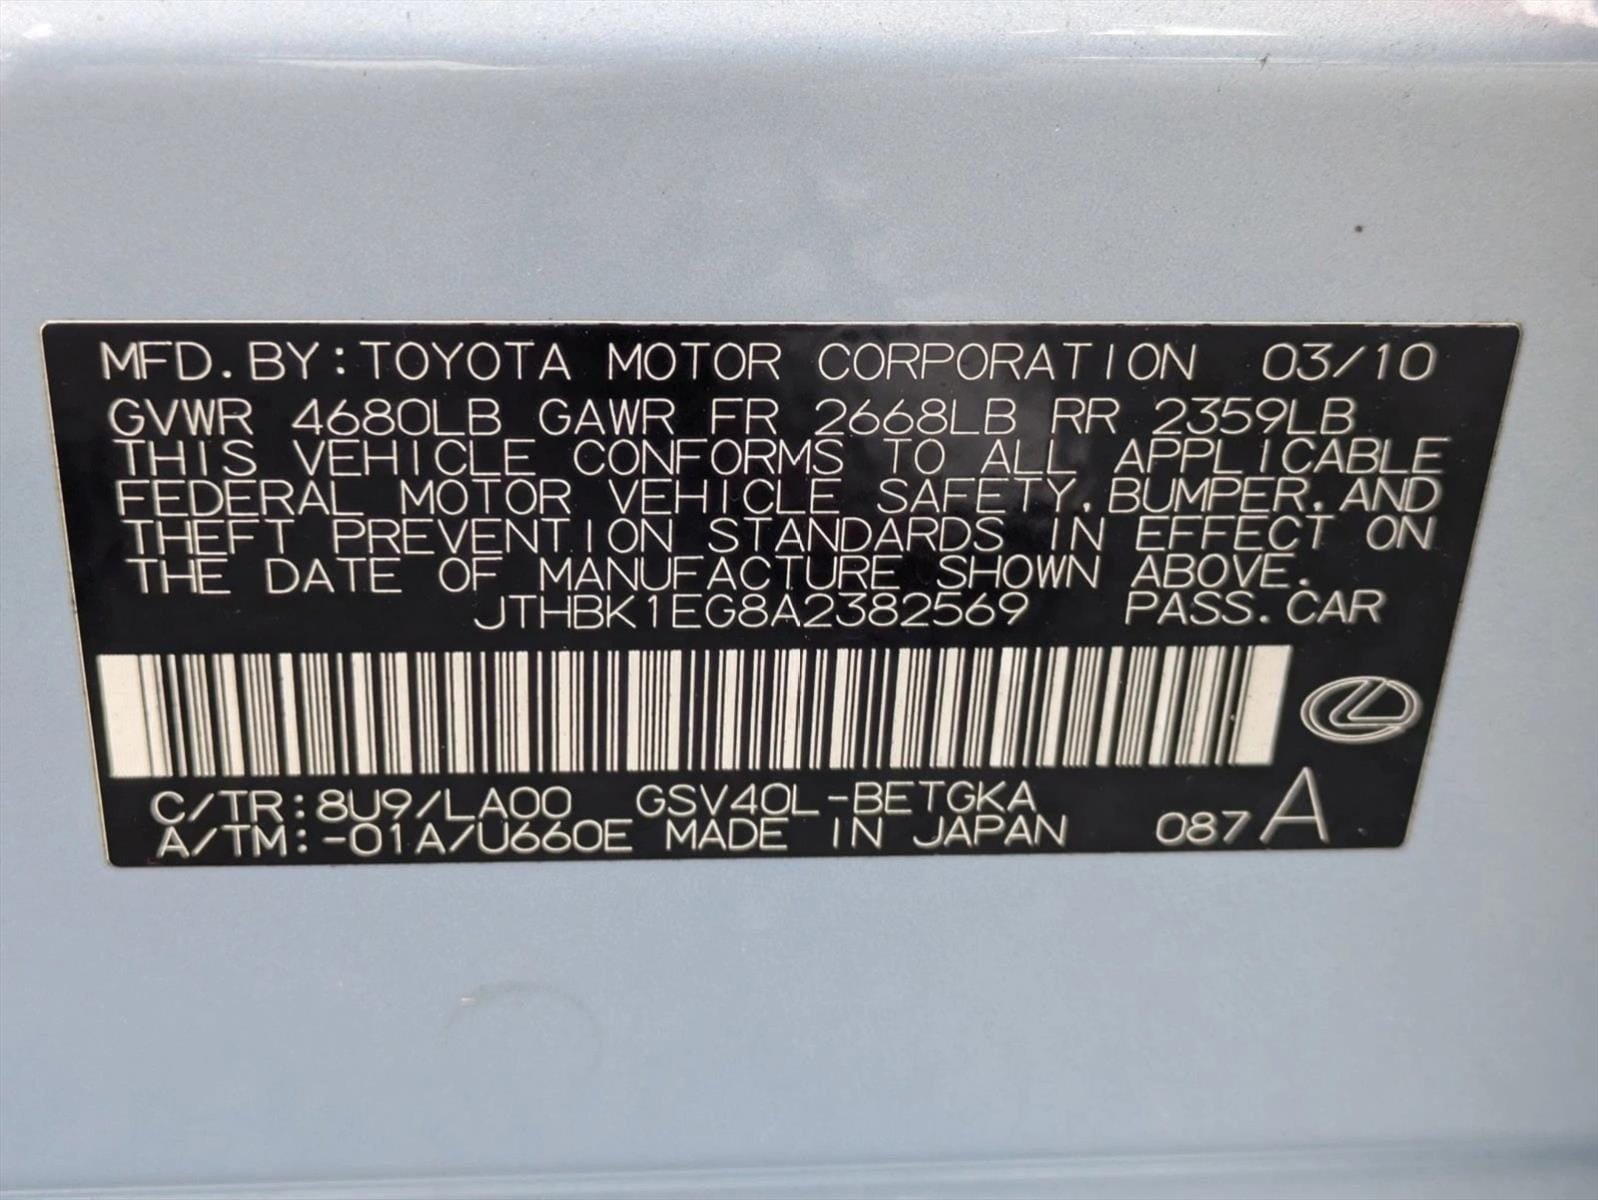 MFD. BY: TOYOTA MOTOR CORPORATION 03/10
GVWR 4680LB GAWR FR 2668LB RR 2359LB
THIS VEHICLE CONFORMS TO ALL APPLICABLE
FEDERAL MOTOR VEHICLE SAFETY, BUMPER, AND
THEFT PREVENTION STANDARDS IN EFFECT ON
THE DATE OF MANUFACTURE SHOWN ABOVE.
JTHBK1EG8A2382569 PASS. CAR
C/TR: 8U9/LA00 GSV40L-BETGKA
A/TM: -01A/U660E MADE IN JAPAN 087 A